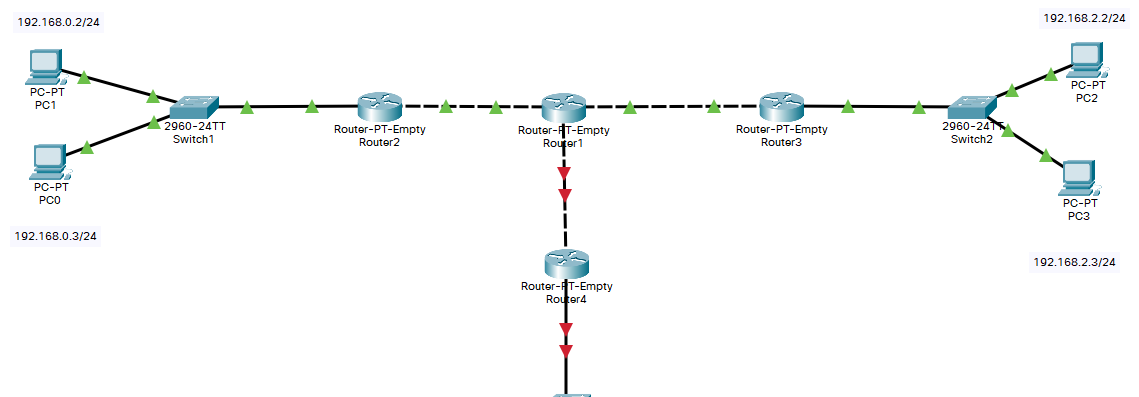 192.168.0.2/24
192.168.2.2/24
PC-PT
PC1
2960-24TT
Switch1
Router-PT-Empty
Router2
Router-PT-Empty
Router1
Router-PT-Empty
Router3
2960-24TT
Switch2
PC-PT
PC2
PC-PT
PC0
PC-PT
PC3
192.168.0.3/24
192.168.2.3/24
Router-PT-Empty
Router4